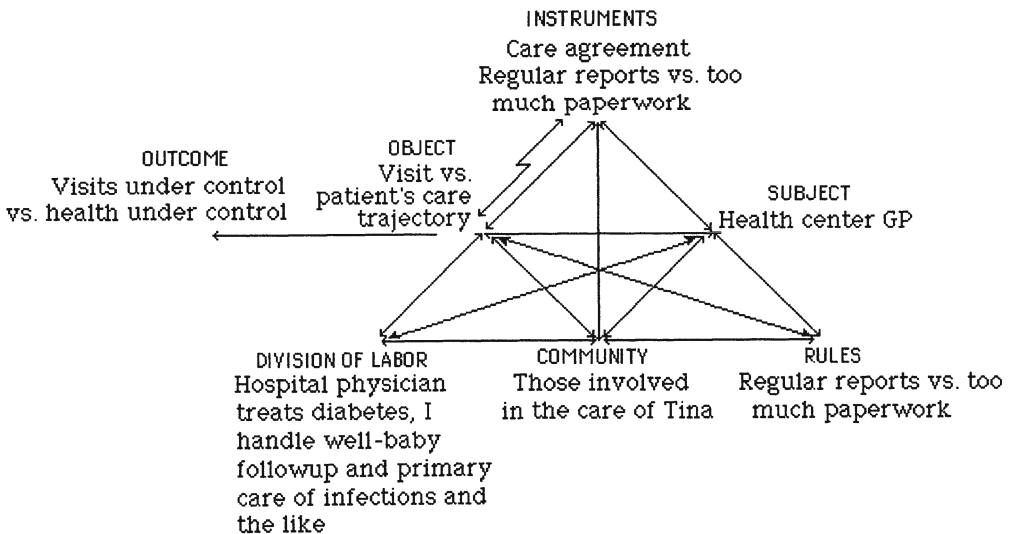 INSTRUMENTS
Care agreement
Regular reports vs. too
much paperwork
OUTCOME
Visits under control
vs. health under control
OBJECT
Visit vs.
patient's care
trajectory
SUBJECT
Health center GP
DIVISION OF LABOR
Hospital physician
treats diabetes, I
handle well-baby
followup and primary
care of infections and
the like
COMMUNITY
Those involved
in the care of Tina
RULES
Regular reports vs. too
much paperwork